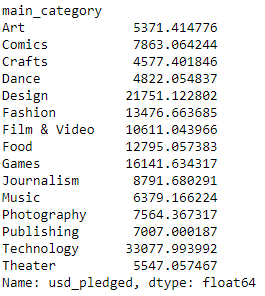 main_category
Art 5371.414776
Comics 7863.064244
Crafts 4577.401846
Dance 4822.054837
Design 21751.122802
Fashion 13476.663685
Film & Video 10611.043966
Food 12795.057383
Games 16141.634317
Journalism 8791.680291
Music 6379.166224
Photography 7564.367317
Publishing 7007.000187
Technology 33077.993992
Theater 5547.057467
Name: usd_pledged, dtype: float64